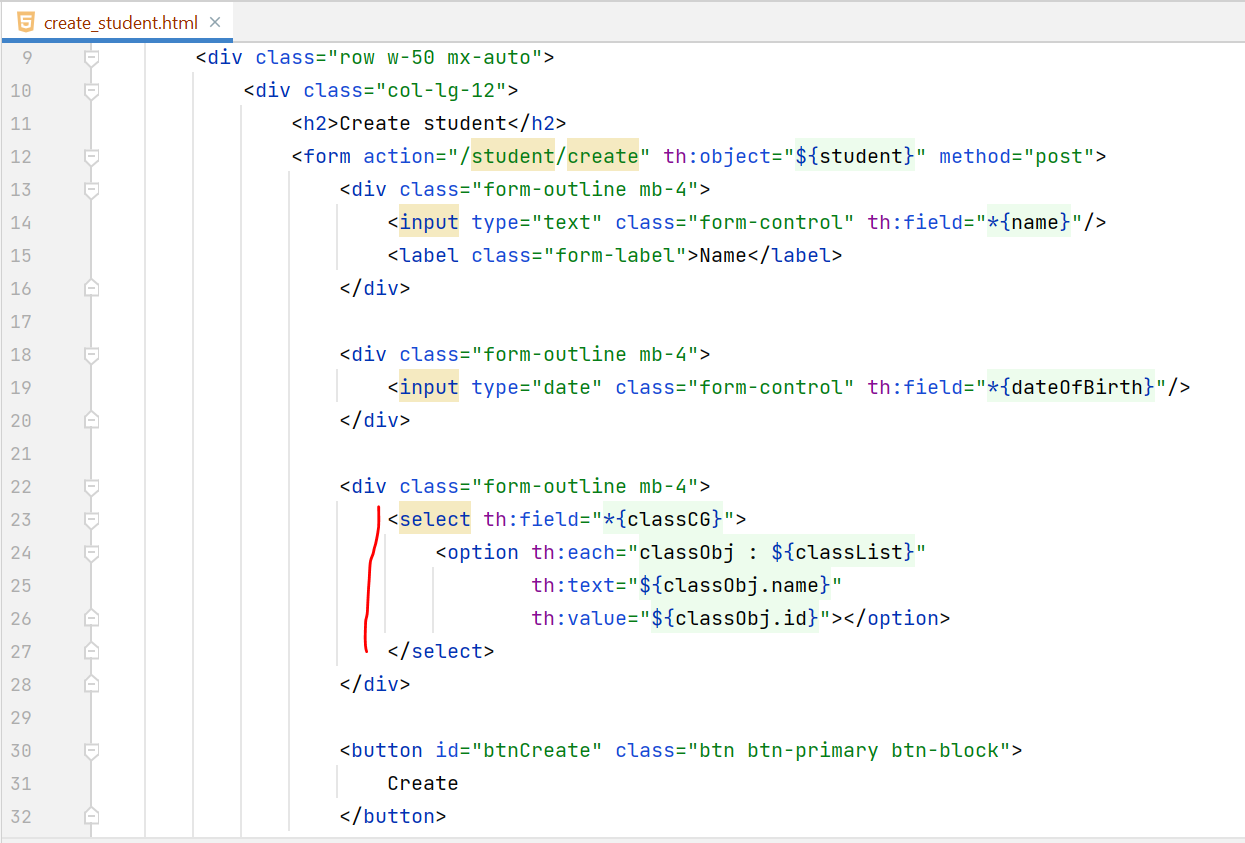 create_student.html ×
9 <div class="row w-50 mx-auto">
10 <div class="col-lg-12">
11 <h2>Create student</h2>
12 <form action="/student/create" th:object="${student}" method="post">
13 <div class="form-outline mb-4">
14 <input type="text" class="form-control" th:field="*{name}"/>
15 <label class="form-label">Name</label>
16 </div>
17
18 <div class="form-outline mb-4">
19 <input type="date" class="form-control" th:field="*{dateOfBirth}"/>
20 </div>
21
22 <div class="form-outline mb-4">
23 <select th:field="*{classCG}">
24 <option th:each="classObj : ${classList}"
25 th:text="${classObj.name}"
26 th:value="${classObj.id}"></option>
27 </select>
28 </div>
29
30 <button id="btnCreate" class="btn btn-primary btn-block">
31 Create
32 </button>